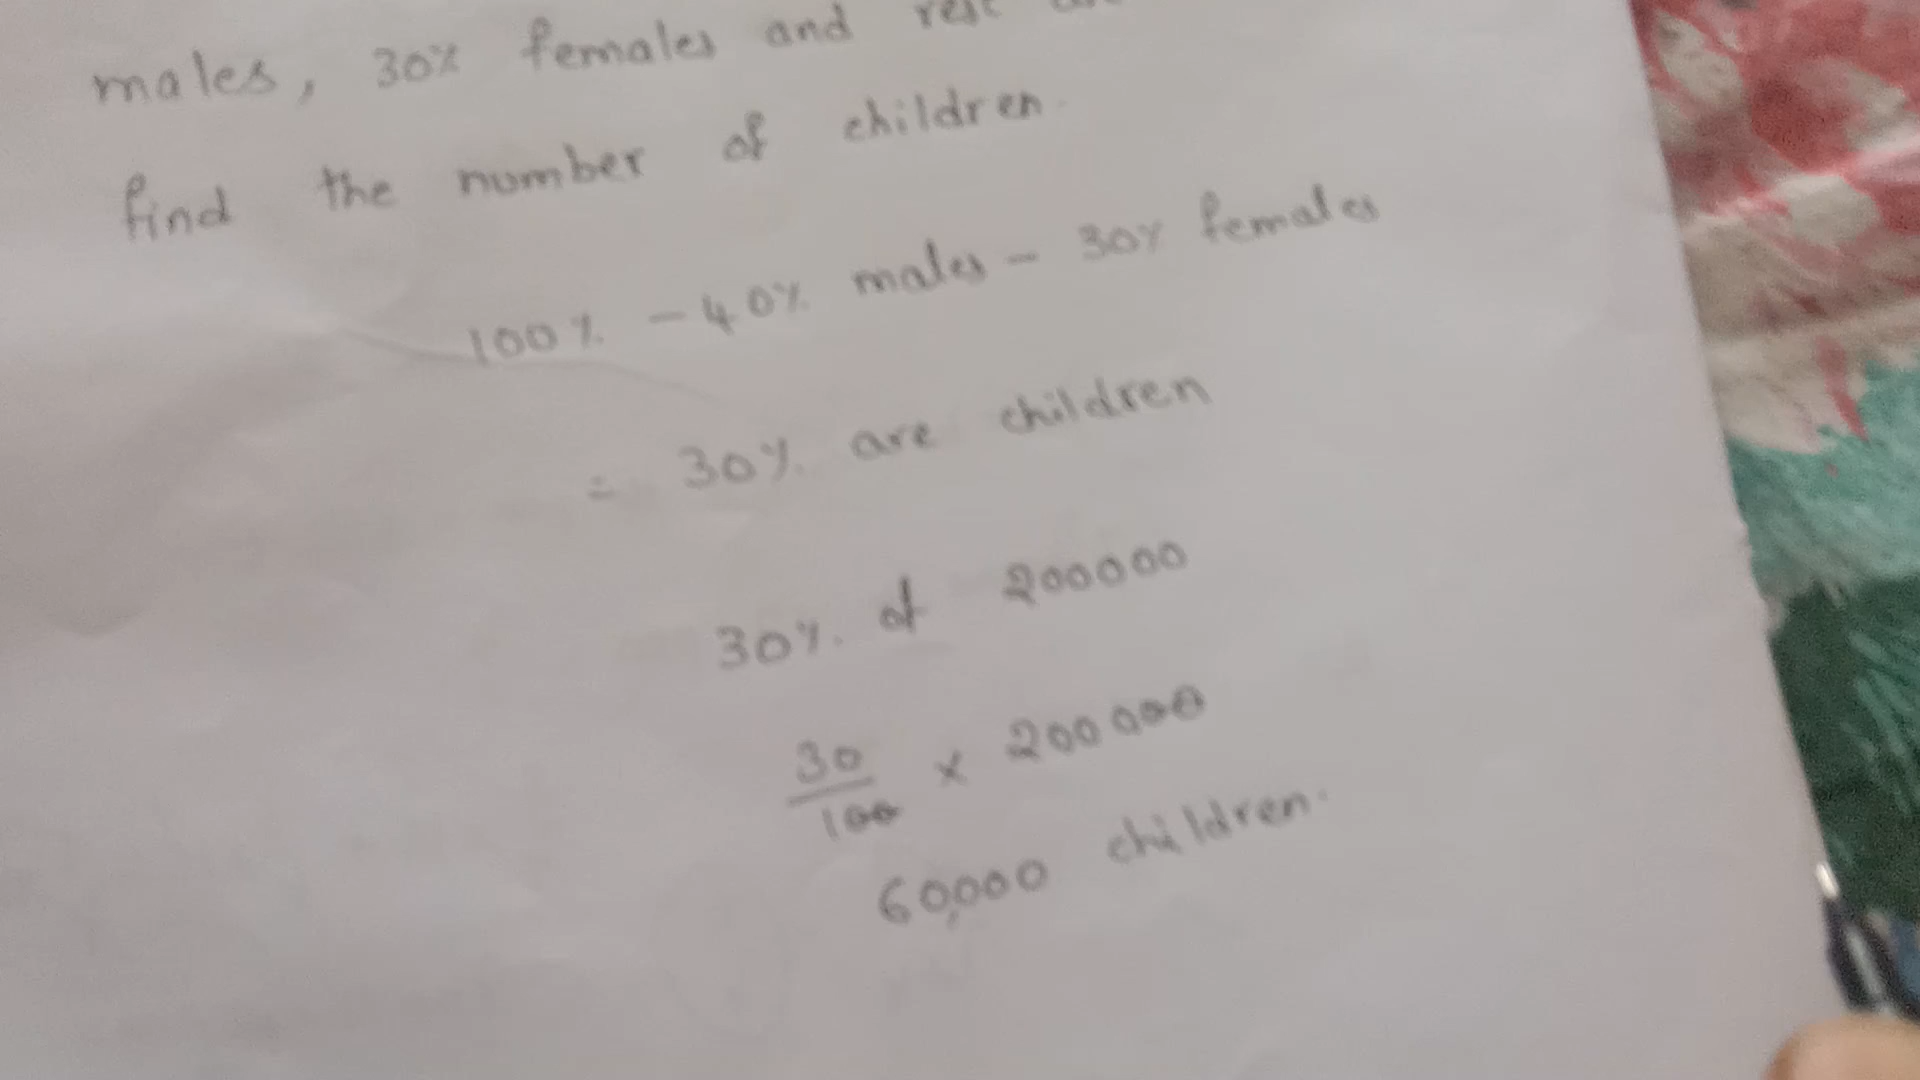 males, 30% females and rest
find the number of children.
100% - 40% males - 30% females
= 30% are children
30% of 200000
30
100 × 200000
60,000 children.